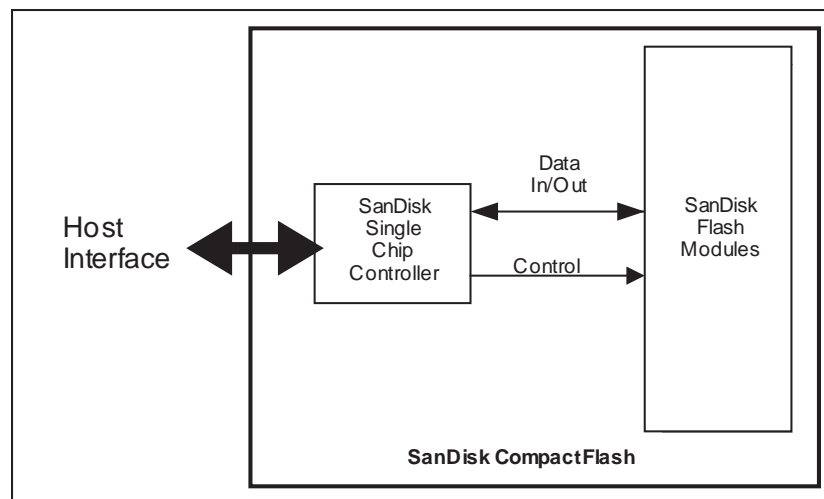 Host
Interface
SanDisk
Single
Chip
Controller
Data
In/Out
Control
SanDisk
Flash
Modules
SanDisk CompactFlash